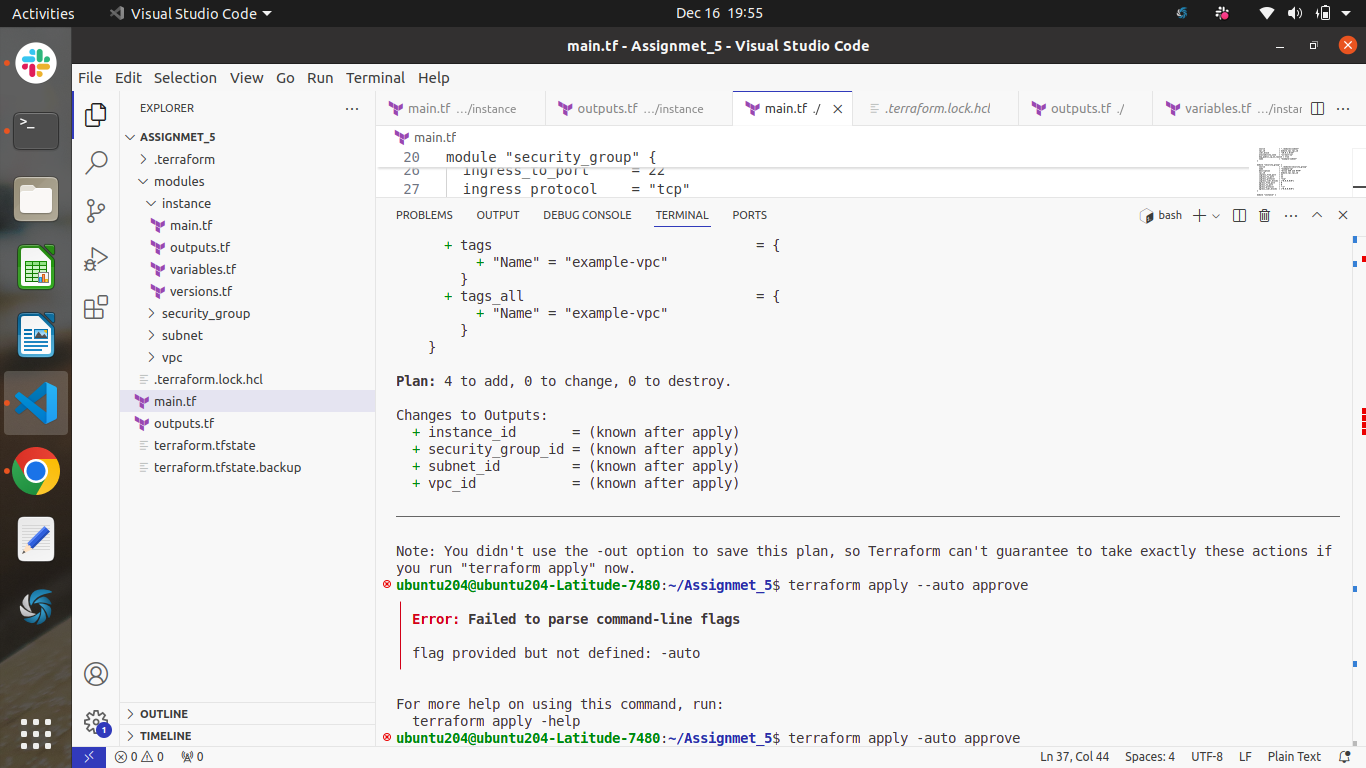 Activities Visual Studio Code Dec 16 19:55
main.tf - Assignmet_5 - Visual Studio Code
File Edit Selection View Go Run Terminal Help
EXPLORER
ASSIGNMET_5
.terraform
modules
instance
main.tf
outputs.tf
variables.tf
versions.tf
security_group
subnet
vpc
.terraform.lock.hcl
main.tf
outputs.tf
terraform.tfstate
terraform.tfstate.backup
OUTLINE
TIMELINE
1
main.tf .../instance outputs.tf .../instance main.tf ./ .terraform.lock.hcl outputs.tf ./ variables.tf .../instar
main.tf
20 module "security_group" {
26 ingress_to_port = 22
27 ingress_protocol = "tcp"
PROBLEMS OUTPUT DEBUG CONSOLE TERMINAL PORTS bash
+ tags = {
+ "Name" = "example-vpc"
}
+ tags_all = {
+ "Name" = "example-vpc"
}
}
Plan: 4 to add, 0 to change, 0 to destroy.
Changes to Outputs:
+ instance_id = (known after apply)
+ security_group_id = (known after apply)
+ subnet_id = (known after apply)
+ vpc_id = (known after apply)
Note: You didn't use the -out option to save this plan, so Terraform can't guarantee to take exactly these actions if
you run "terraform apply" now.
ubuntu204@ubuntu204-Latitude-7480:~/Assignmet_5$ terraform apply --auto approve
Error: Failed to parse command-line flags
flag provided but not defined: -auto
For more help on using this command, run:
terraform apply -help
ubuntu204@ubuntu204-Latitude-7480:~/Assignmet_5$ terraform apply -auto approve
0 0 0 Ln 37, Col 44 Spaces: 4 UTF-8 LF Plain Text